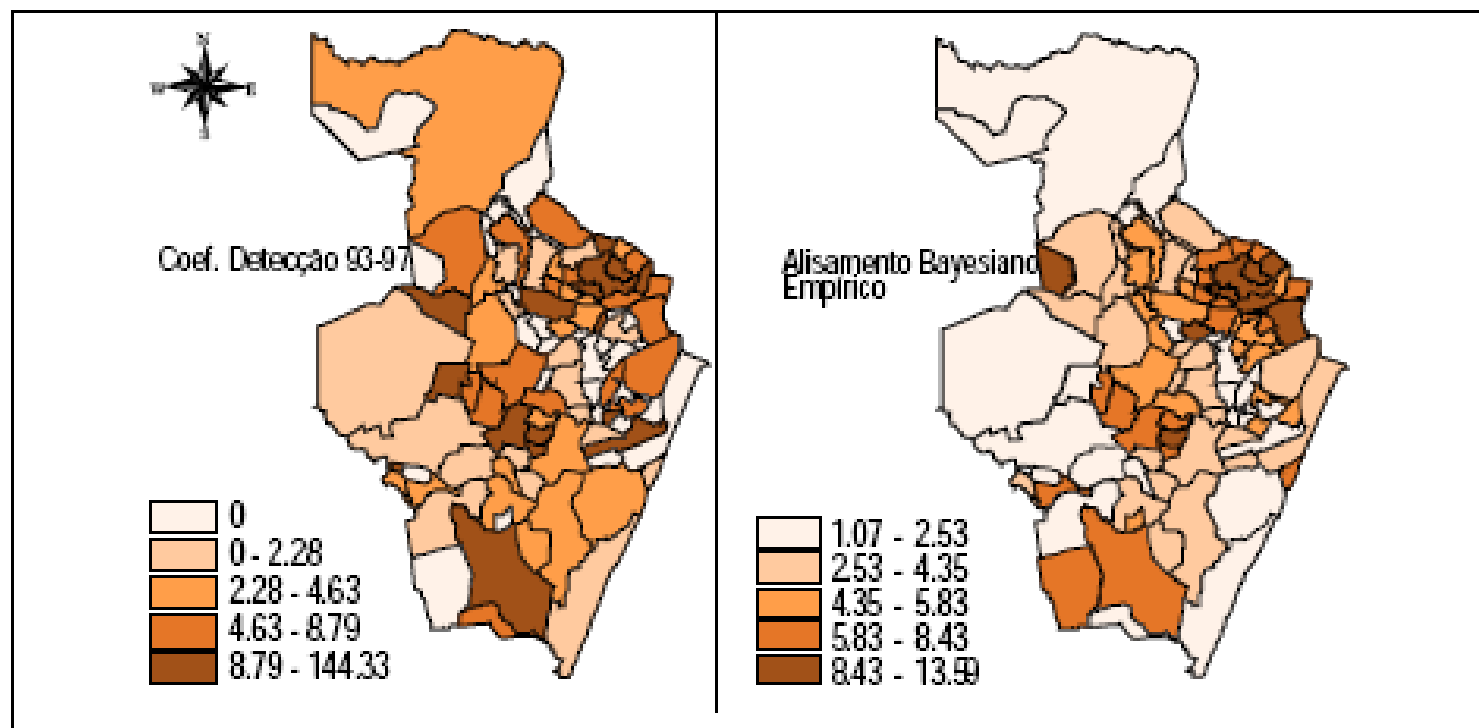 N
W E
S
Coef. Detecção 93-97
0
0 - 2.28
2.28 - 4.63
4.63 - 8.79
8.79 - 144.33
Alisamento Bayesiano
Empírico
1.07 - 2.53
2.53 - 4.35
4.35 - 5.83
5.83 - 8.43
8.43 - 13.59